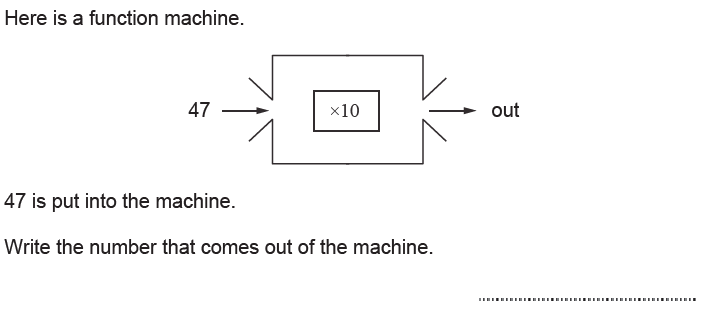 Here is a function machine.
47 ×10 out
47 is put into the machine.
Write the number that comes out of the machine.